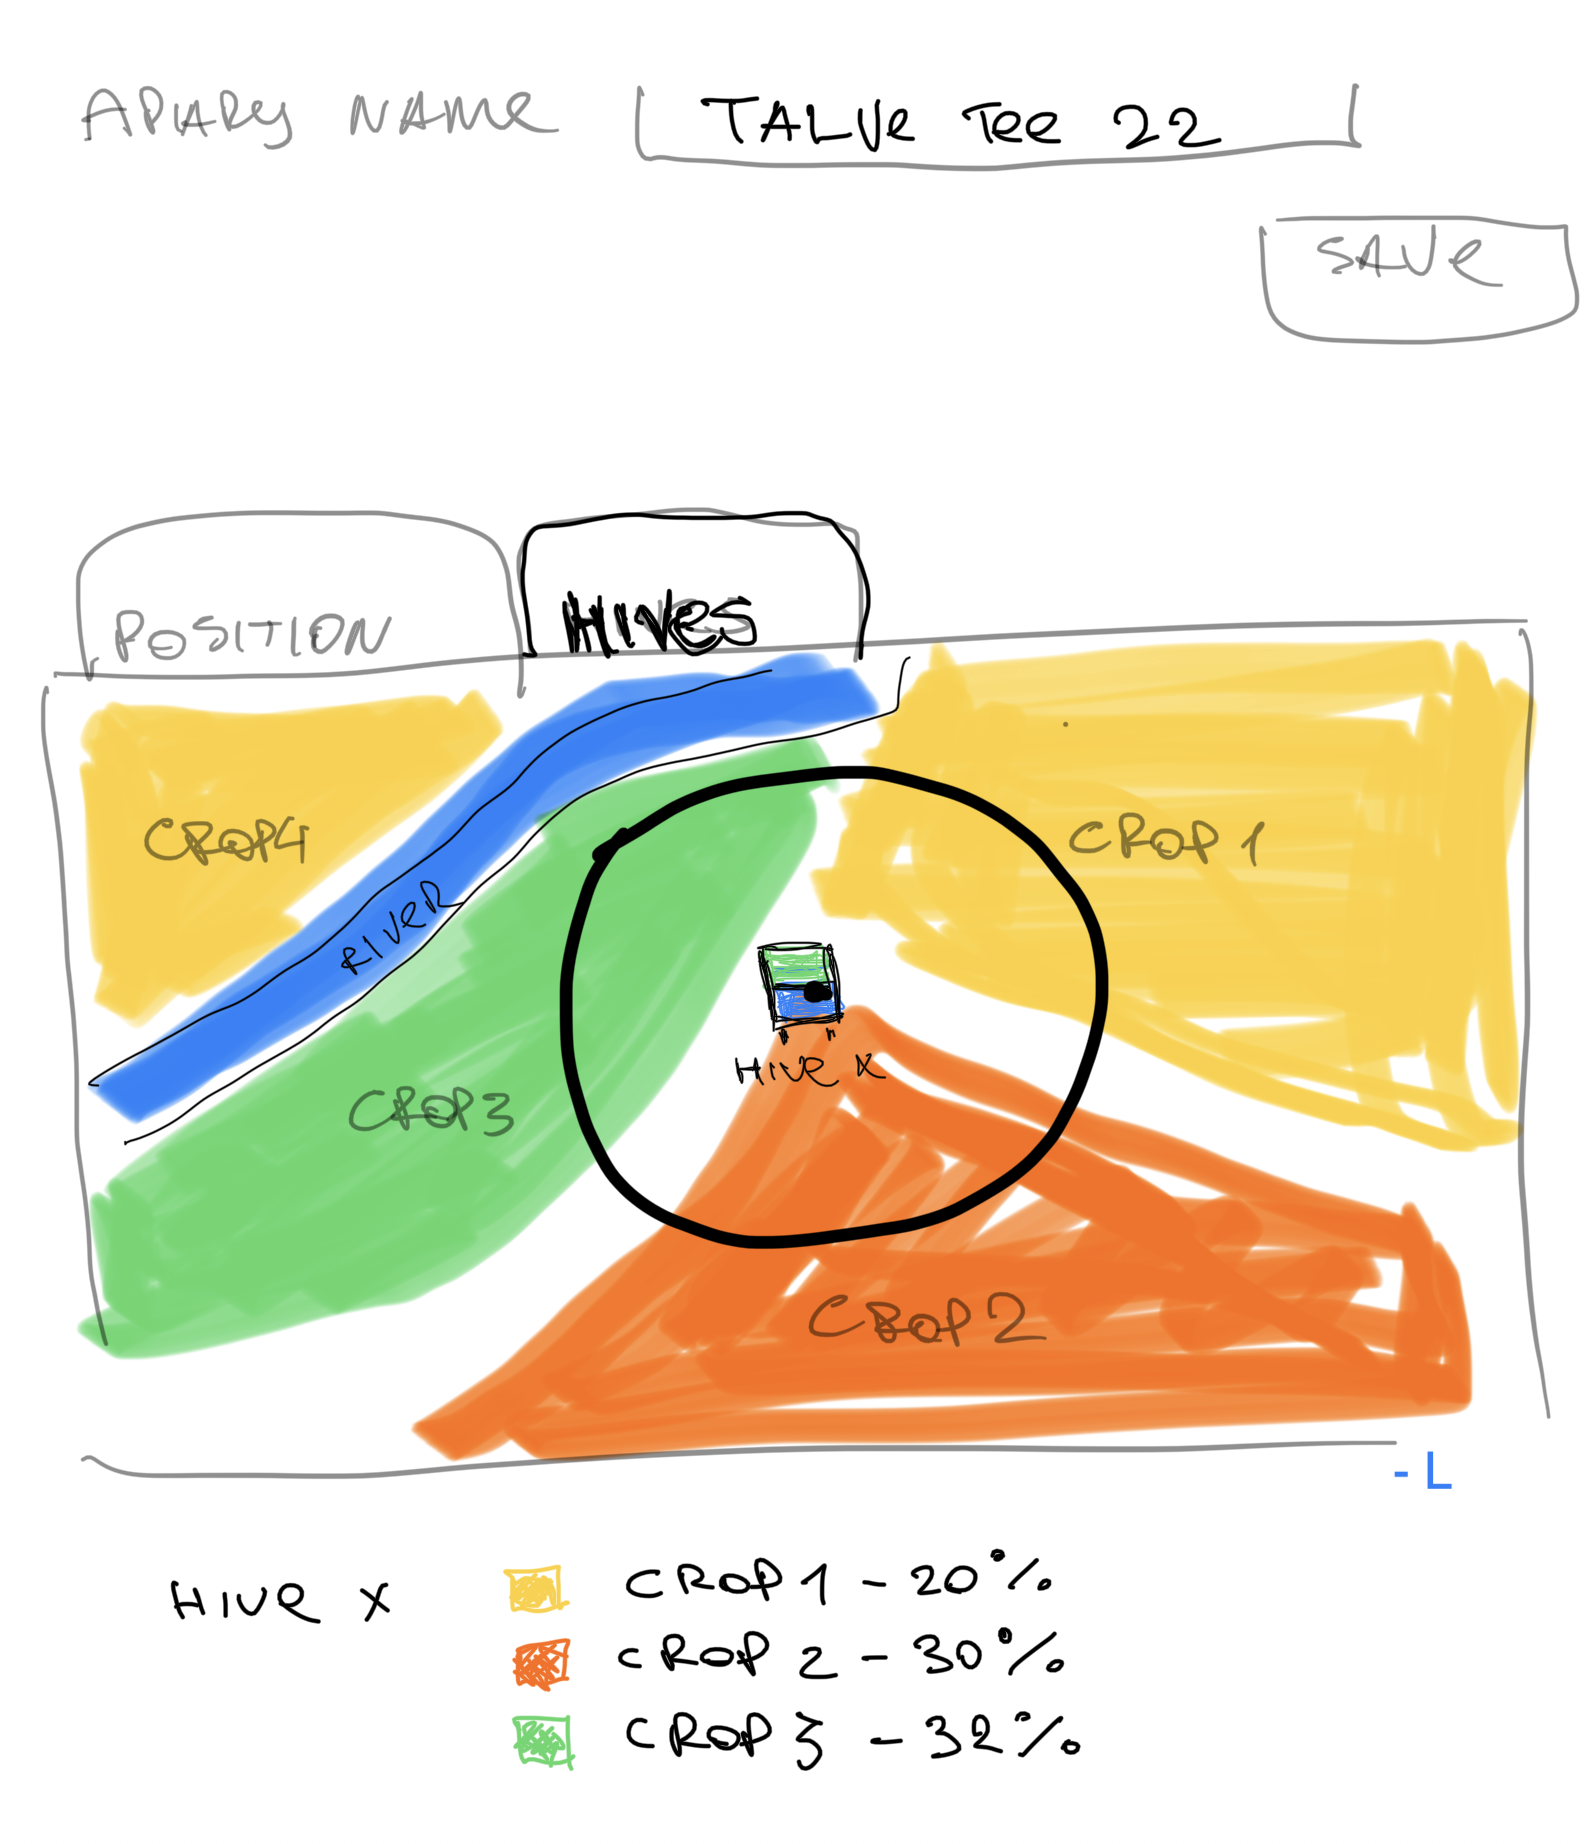 APIARY NAME TALVE TEE 22
SAVE
POSITION HIVES
CROP4 CROP 1
RIVER
HIVE X
CROP3
CROP 2
- L
HIVE X CROP 1 - 20%
CROP 2 - 30%
CROP 3 - 32%